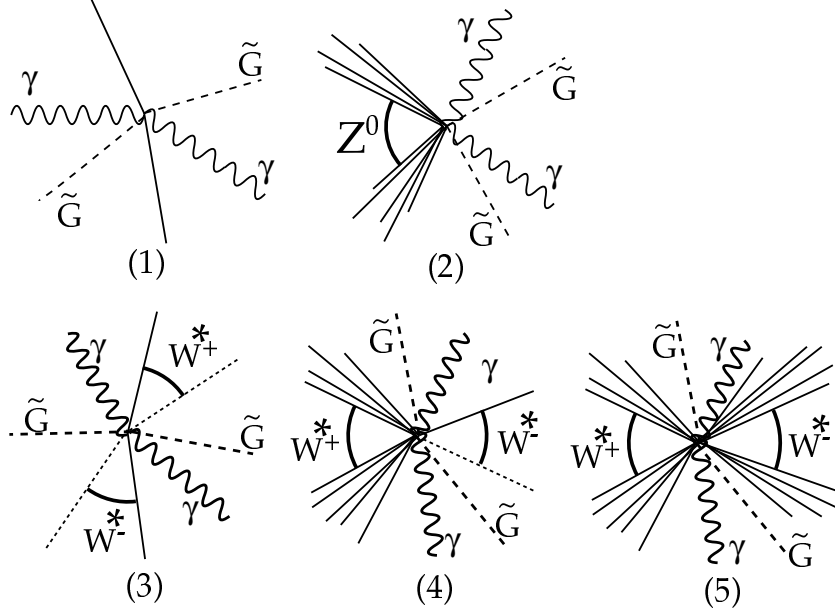 γ G̃ G̃ γ
(1)
γ G̃ Z⁰ γ G̃
(2)
γ W*+ G̃ G̃ γ W*-
(3)
G̃ γ W*+ W*- G̃ γ
(4)
G̃ γ W*+ W*- G̃ γ
(5)